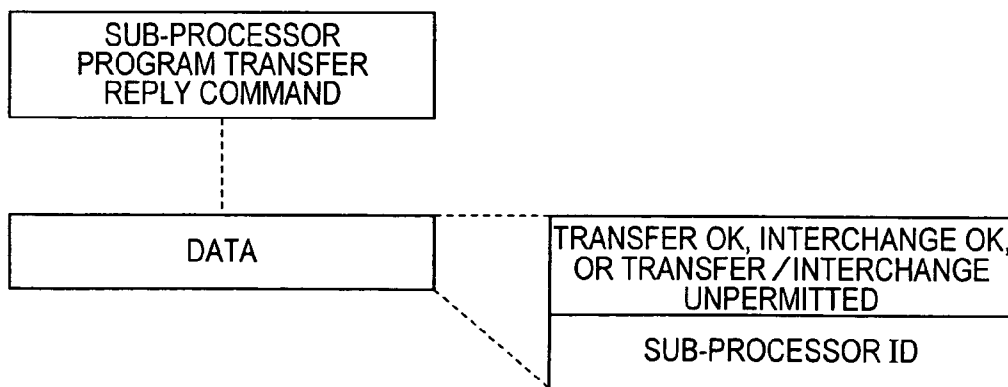 SUB-PROCESSOR
PROGRAM TRANSFER
REPLY COMMAND
DATA
TRANSFER OK, INTERCHANGE OK,
OR TRANSFER/INTERCHANGE
UNPERMITTED
SUB-PROCESSOR ID